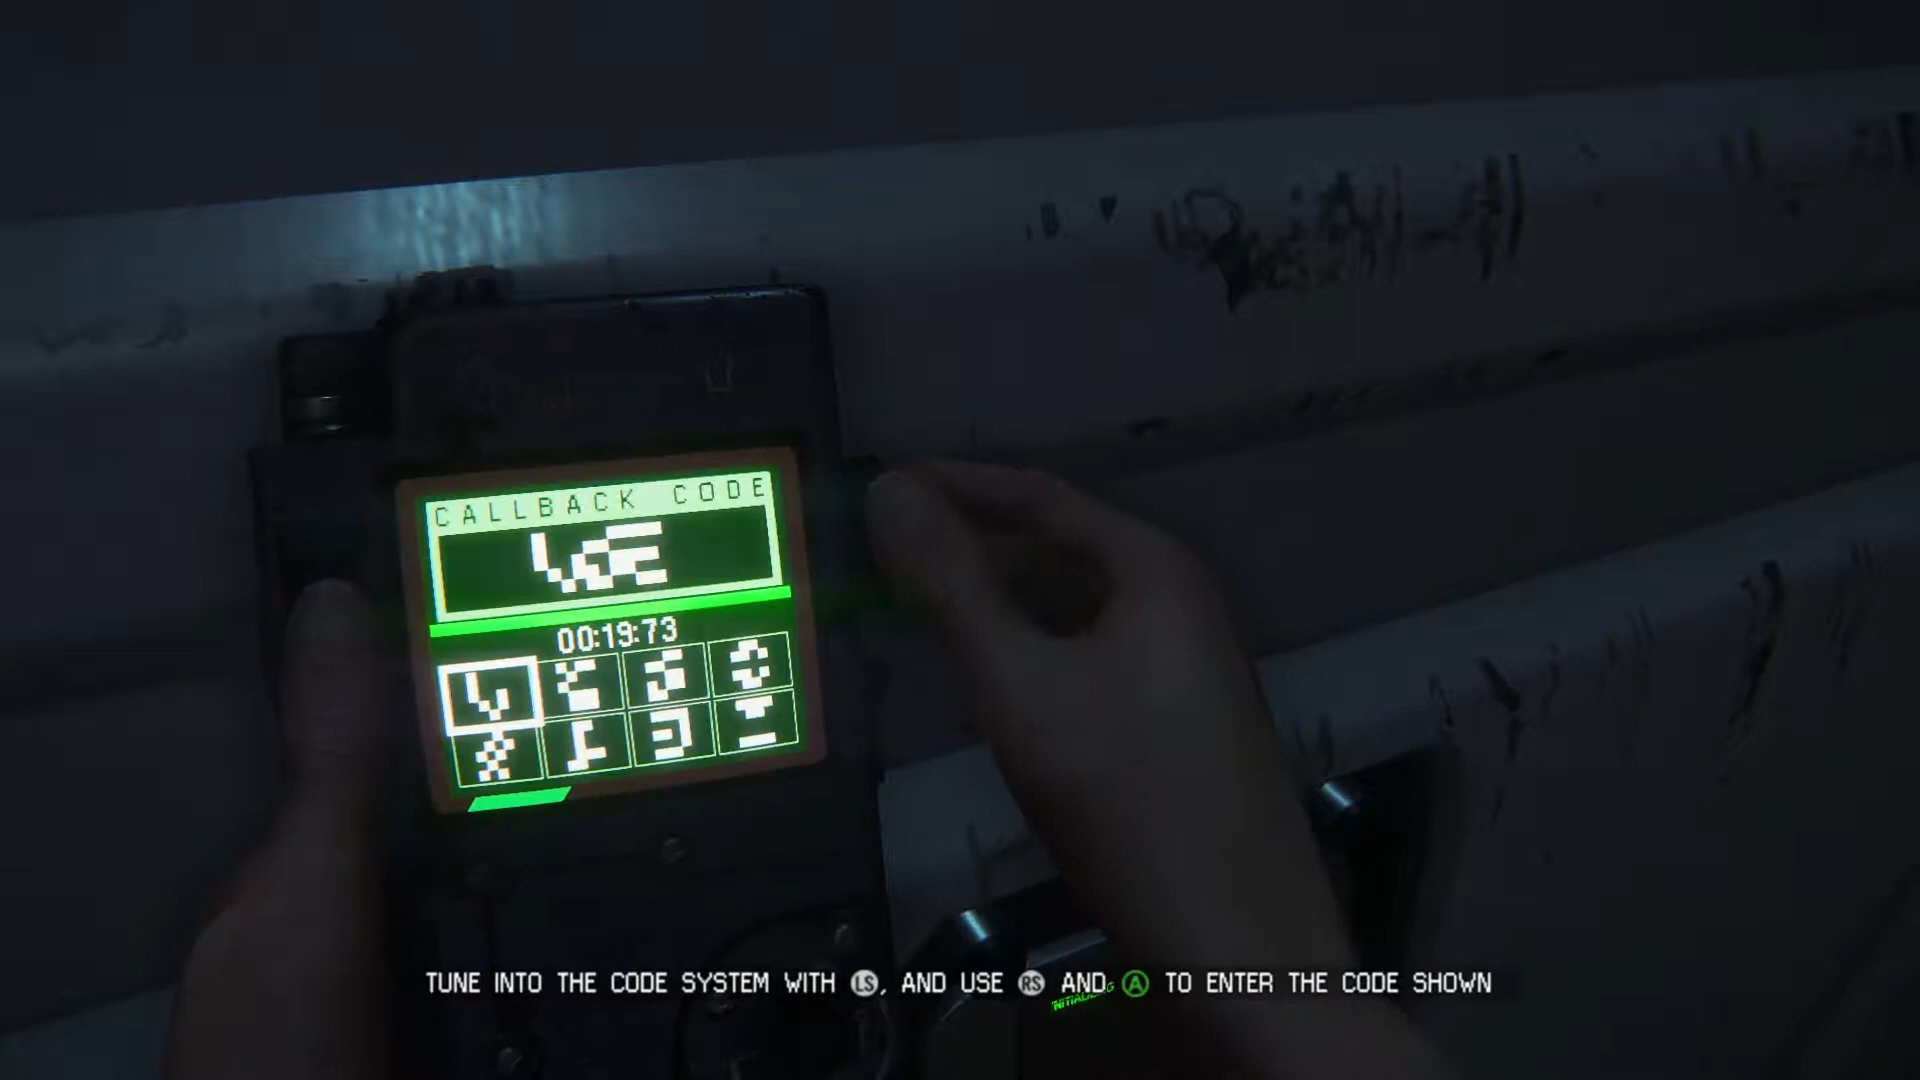 CALLBACK CODE
00:19:73
TUNE INTO THE CODE SYSTEM WITH LS, AND USE RS AND A TO ENTER THE CODE SHOWN